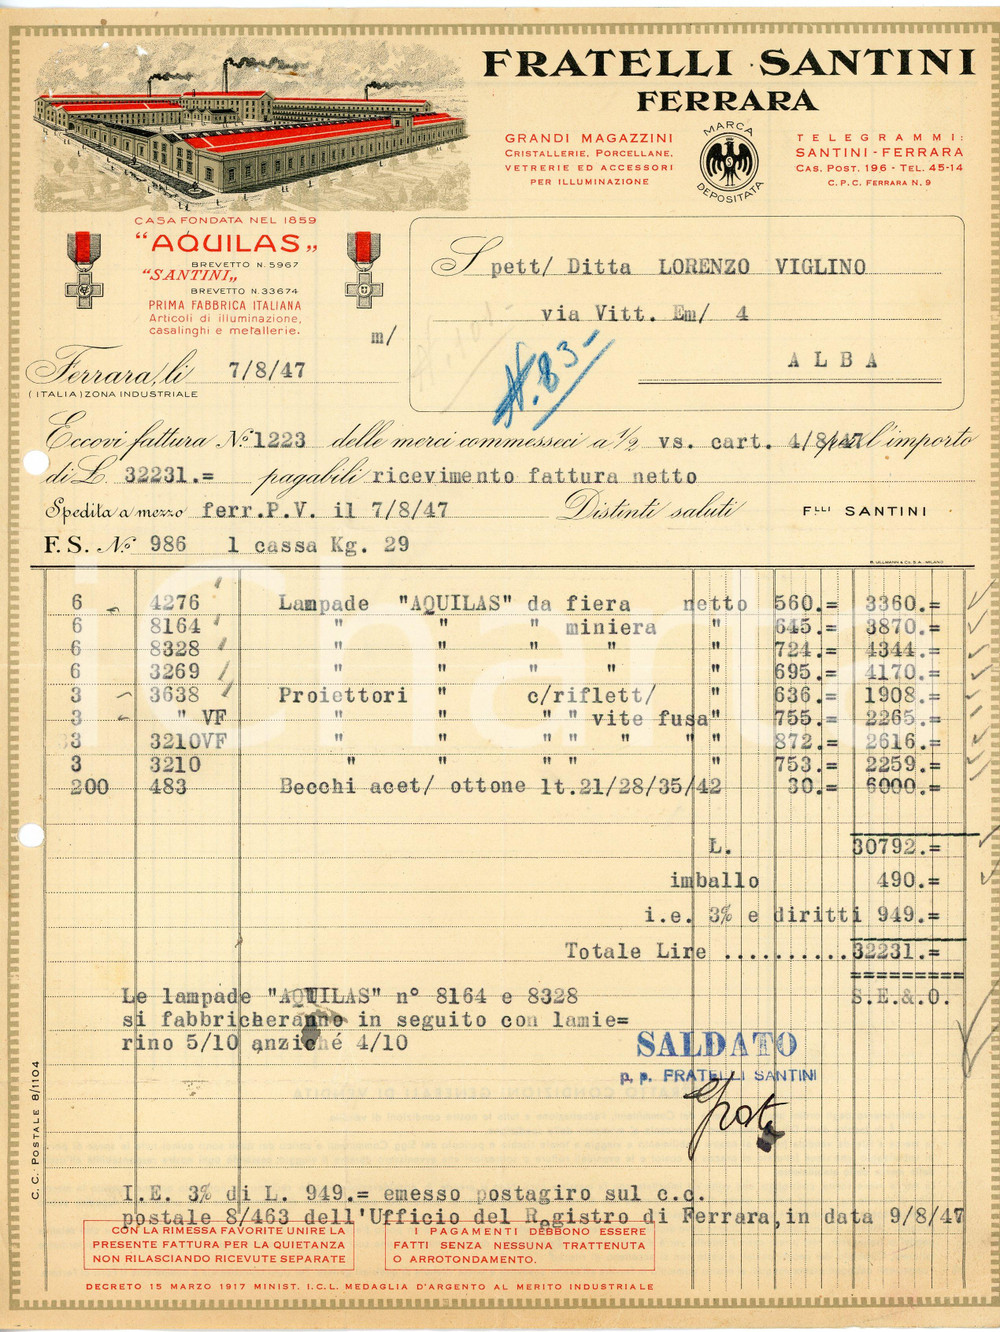 FRATELLI SANTINI
FERRARA
GRANDI MAGAZZINI
CRISTALLERIE, PORCELLANE,
VETRERIE ED ACCESSORI
PER ILLUMINAZIONE
MARCA DEPOSITATA
TELEGRAMMI:
SANTINI-FERRARA
CAS. POST. 196 - TEL. 45-14
C.P.C. FERRARA N. 9
CASA FONDATA NEL 1859
"AQUILAS„
BREVETTO N. 5967
"SANTINI„
BREVETTO N. 33674
PRIMA FABBRICA ITALIANA
Articoli di illuminazione,
casalinghi e metallerie.
Spett/ Ditta LORENZO VIGLINO
via Vitt. Em/ 4
m/
ALBA
N. 101-
N. 83-
Ferrara, li 7/8/47
(ITALIA) ZONA INDUSTRIALE
Eccovi fattura No. 1223 delle merci commesseci a 1/2 vs. cart. 4/8/47 per l'importo
di L. 32231.= pagabili ricevimento fattura netto
Spedita a mezzo ferr.P.V. il 7/8/47 Distinti saluti FLLI SANTINI
F.S. No. 986 1 cassa Kg. 29
R. ULLMANN & CI. S.A. MILANO
6 4276 Lampade "AQUILAS" da fiera netto 560.= 3360.=
6 8164 " " " miniera " 645.= 3870.=
6 8328 " " " " " 724.= 4344.=
6 3269 " " " " " 695.= 4170.=
3 3638 Proiettori " c/riflett/ " 636.= 1908.=
3 " VF " " " " vite fusa" 755.= 2265.=
3 3210VF " " " " " " " 872.= 2616.=
3 3210 " " " " " 753.= 2259.=
200 483 Becchi acet/ ottone lt.21/28/35/42 30.= 6000.=
L. 30792.=
imballo 490.=
i.e. 3% e diritti 949.=
Totale Lire .......... 32231.=
==========
S.E.&.O.
Le lampade "AQUILAS" n° 8164 e 8328
si fabbricheranno in seguito con lamie=
rino 5/10 anziché 4/10
SALDATO
p. p. FRATELLI SANTINI
C. C. POSTALE 8/1104
I.E. 3% di L. 949.= emesso postagiro sul c.c.
postale 8/463 dell'Ufficio del Registro di Ferrara, in data 9/8/47
CON LA RIMESSA FAVORITE UNIRE LA
PRESENTE FATTURA PER LA QUIETANZA
NON RILASCIANDO RICEVUTE SEPARATE
I PAGAMENTI DEBBONO ESSERE
FATTI SENZA NESSUNA TRATTENUTA
O ARROTONDAMENTO.
DECRETO 15 MARZO 1917 MINIST. I.C.L. MEDAGLIA D'ARGENTO AL MERITO INDUSTRIALE
iCharta